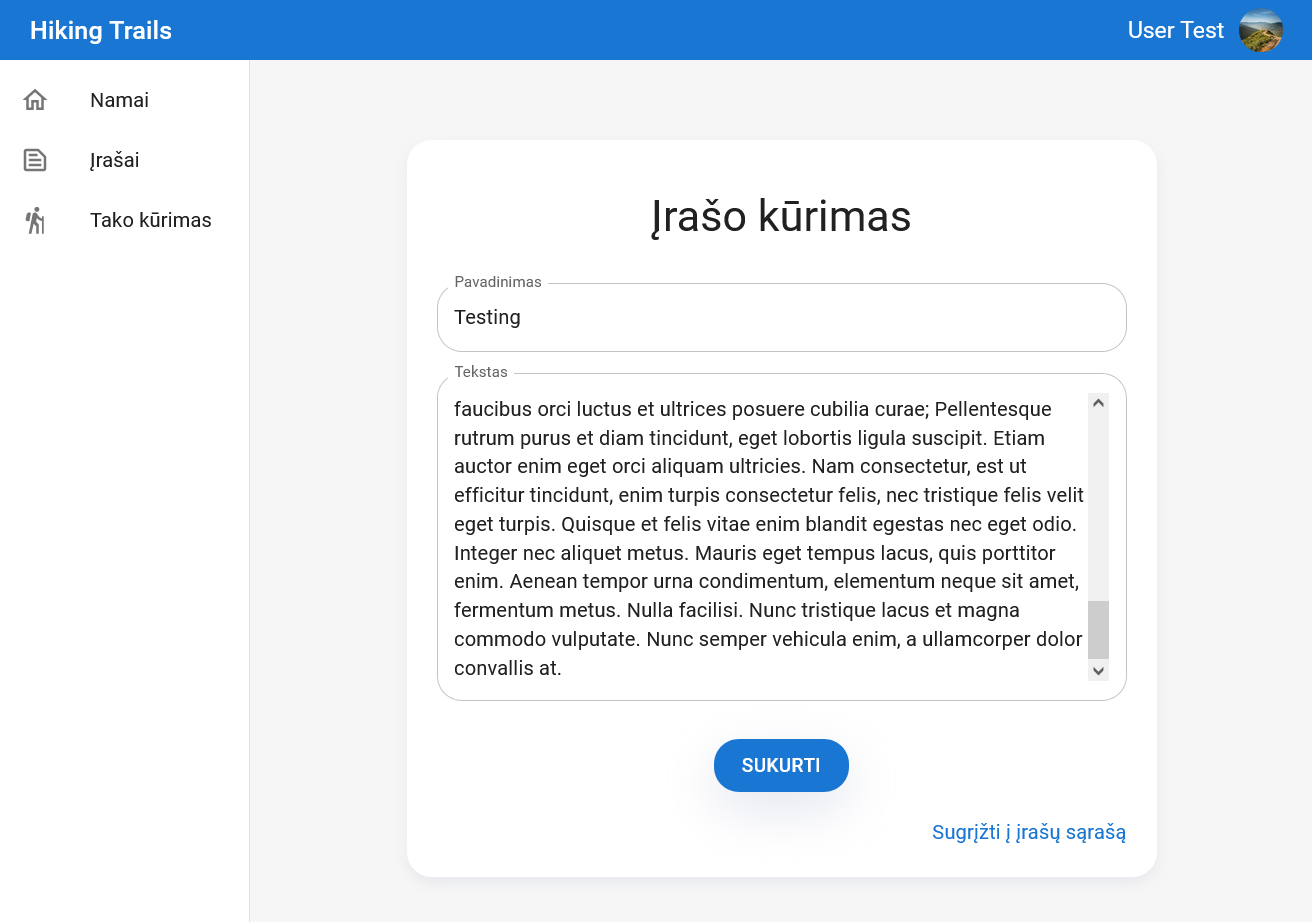 Hiking Trails
User Test
Namai
Įrašai
Tako kūrimas
Įrašo kūrimas
Pavadinimas
Testing
Tekstas
faucibus orci luctus et ultrices posuere cubilia curae; Pellentesque
rutrum purus et diam tincidunt, eget lobortis ligula suscipit. Etiam
auctor enim eget orci aliquam ultricies. Nam consectetur, est ut
efficitur tincidunt, enim turpis consectetur felis, nec tristique felis velit
eget turpis. Quisque et felis vitae enim blandit egestas nec eget odio.
Integer nec aliquet metus. Mauris eget tempus lacus, quis porttitor
enim. Aenean tempor urna condimentum, elementum neque sit amet,
fermentum metus. Nulla facilisi. Nunc tristique lacus et magna
commodo vulputate. Nunc semper vehicula enim, a ullamcorper dolor
convallis at.
SUKURTI
Sugrįžti į įrašų sąrašą